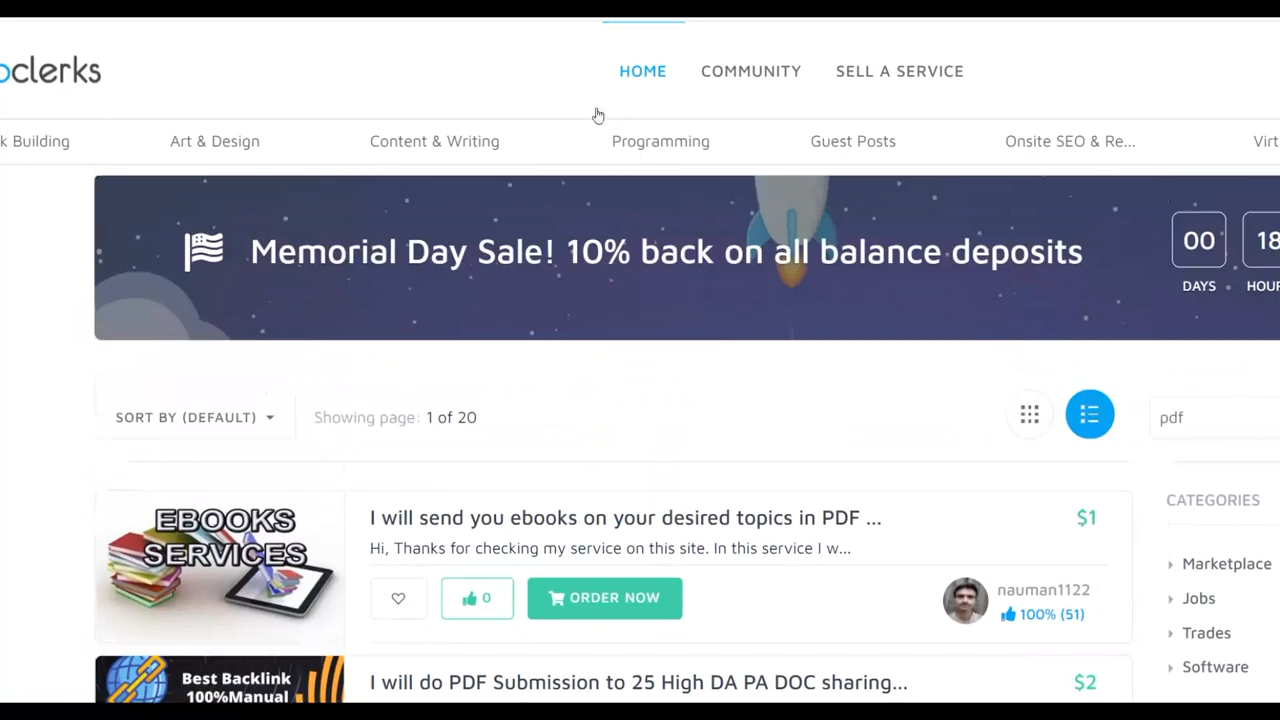 oclerks
HOME COMMUNITY SELL A SERVICE
k Building Art & Design Content & Writing Programming Guest Posts Onsite SEO & Re... Virt
Memorial Day Sale! 10% back on all balance deposits
00 18
DAYS HOUR
SORT BY (DEFAULT) Showing page: 1 of 20
pdf
EBOOKS
SERVICES
I will send you ebooks on your desired topics in PDF ... $1
Hi, Thanks for checking my service on this site. In this service I w...
0 ORDER NOW
nauman1122
100% (51)
CATEGORIES
Marketplace
Jobs
Trades
Software
Best Backlink
100%Manual
I will do PDF Submission to 25 High DA PA DOC sharing... $2